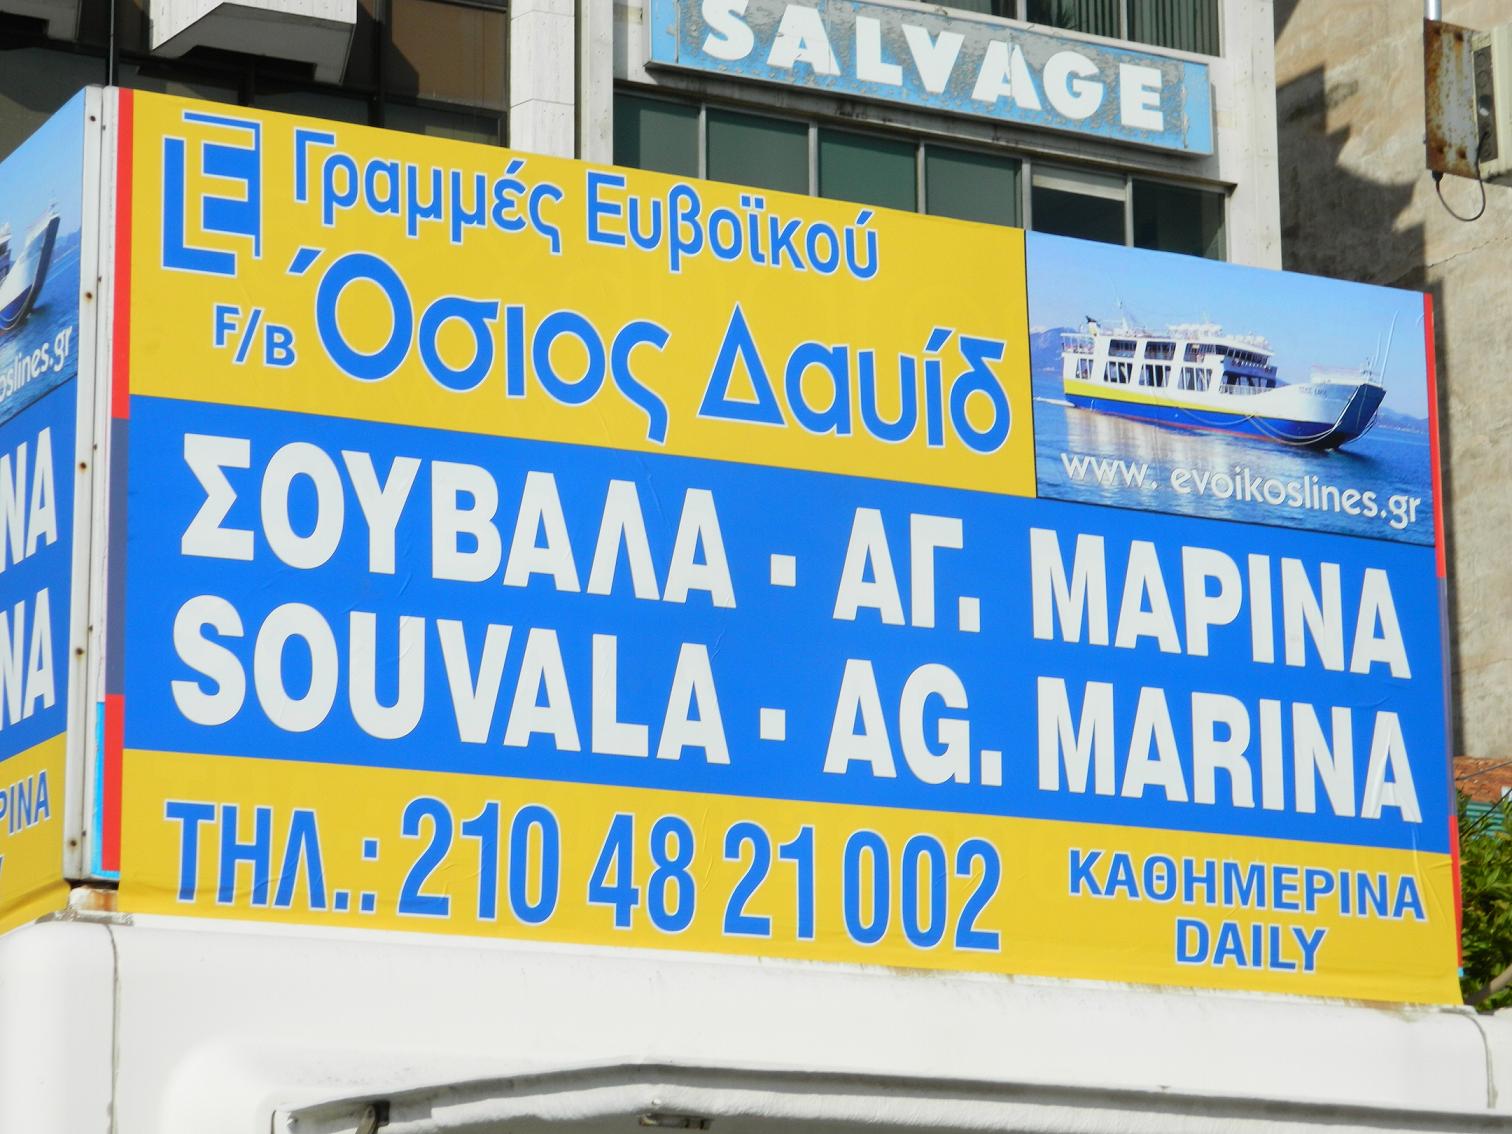 SALVAGE
Γραμμές Ευβοϊκού
F/B Όσιος Δαυίδ
www. evoikoslines.gr
ΣΟΥΒΑΛΑ · ΑΓ. ΜΑΡΙΝΑ
SOUVALA · AG. MARINA
ΤΗΛ.: 210 48 21 002
ΚΑΘΗΜΕΡΙΝΑ
DAILY